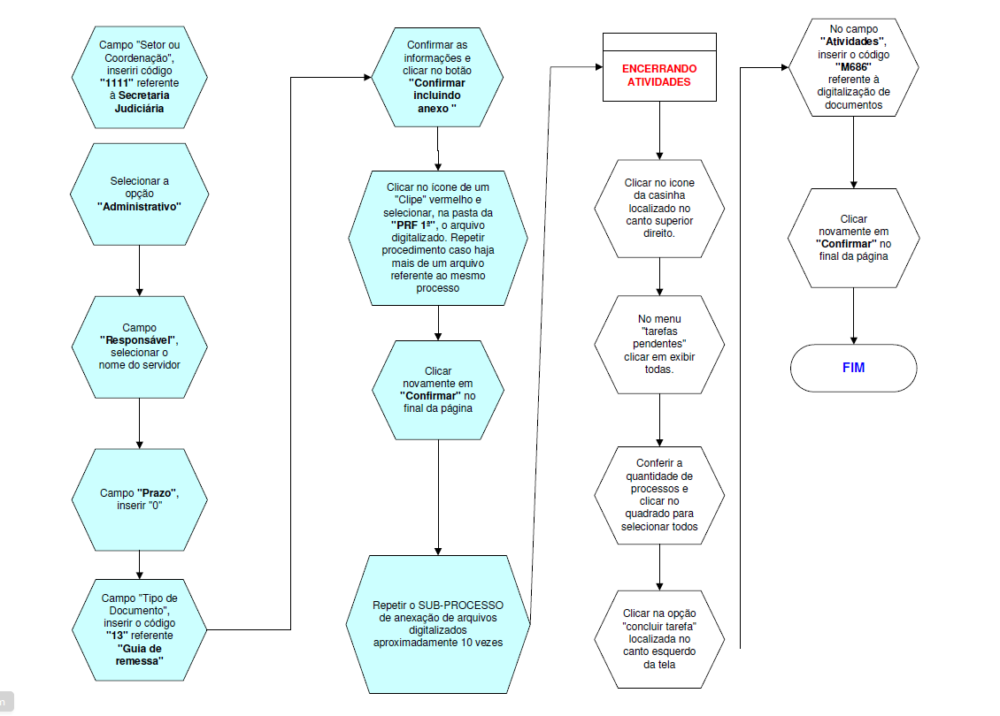 Campo "Setor ou
Coordenação",
inseriri código
"1111" referente
à Secretaria
Judiciária
Selecionar a
opção
"Administrativo"
Campo
"Responsável",
selecionar o
nome do servidor
Campo "Prazo",
inserir "0"
Campo "Tipo de
Documento",
inserir o código
"13" referente
"Guia de
remessa"
Confirmar as
informações e
clicar no botão
"Confirmar
incluindo
anexo "
Clicar no ícone de um
"Clipe" vermelho e
selecionar, na pasta da
"PRF 1ª", o arquivo
digitalizado. Repetir
procedimento caso haja
mais de um arquivo
referente ao mesmo
processo
Clicar
novamente em
"Confirmar" no
final da página
Repetir o SUB-PROCESSO
de anexação de arquivos
digitalizados
aproximadamente 10 vezes
ENCERRANDO
ATIVIDADES
Clicar no icone
da casinha
localizado no
canto superior
direito.
No menu
"tarefas
pendentes"
clicar em exibir
todas.
Conferir a
quantidade de
processos e
clicar no
quadrado para
selecionar todos
Clicar na opção
"concluir tarefa"
localizada no
canto esquerdo
da tela
No campo
"Atividades",
inserir o código
"M686"
referente à
digitalização de
documentos
Clicar
novamente em
"Confirmar" no
final da página
FIM